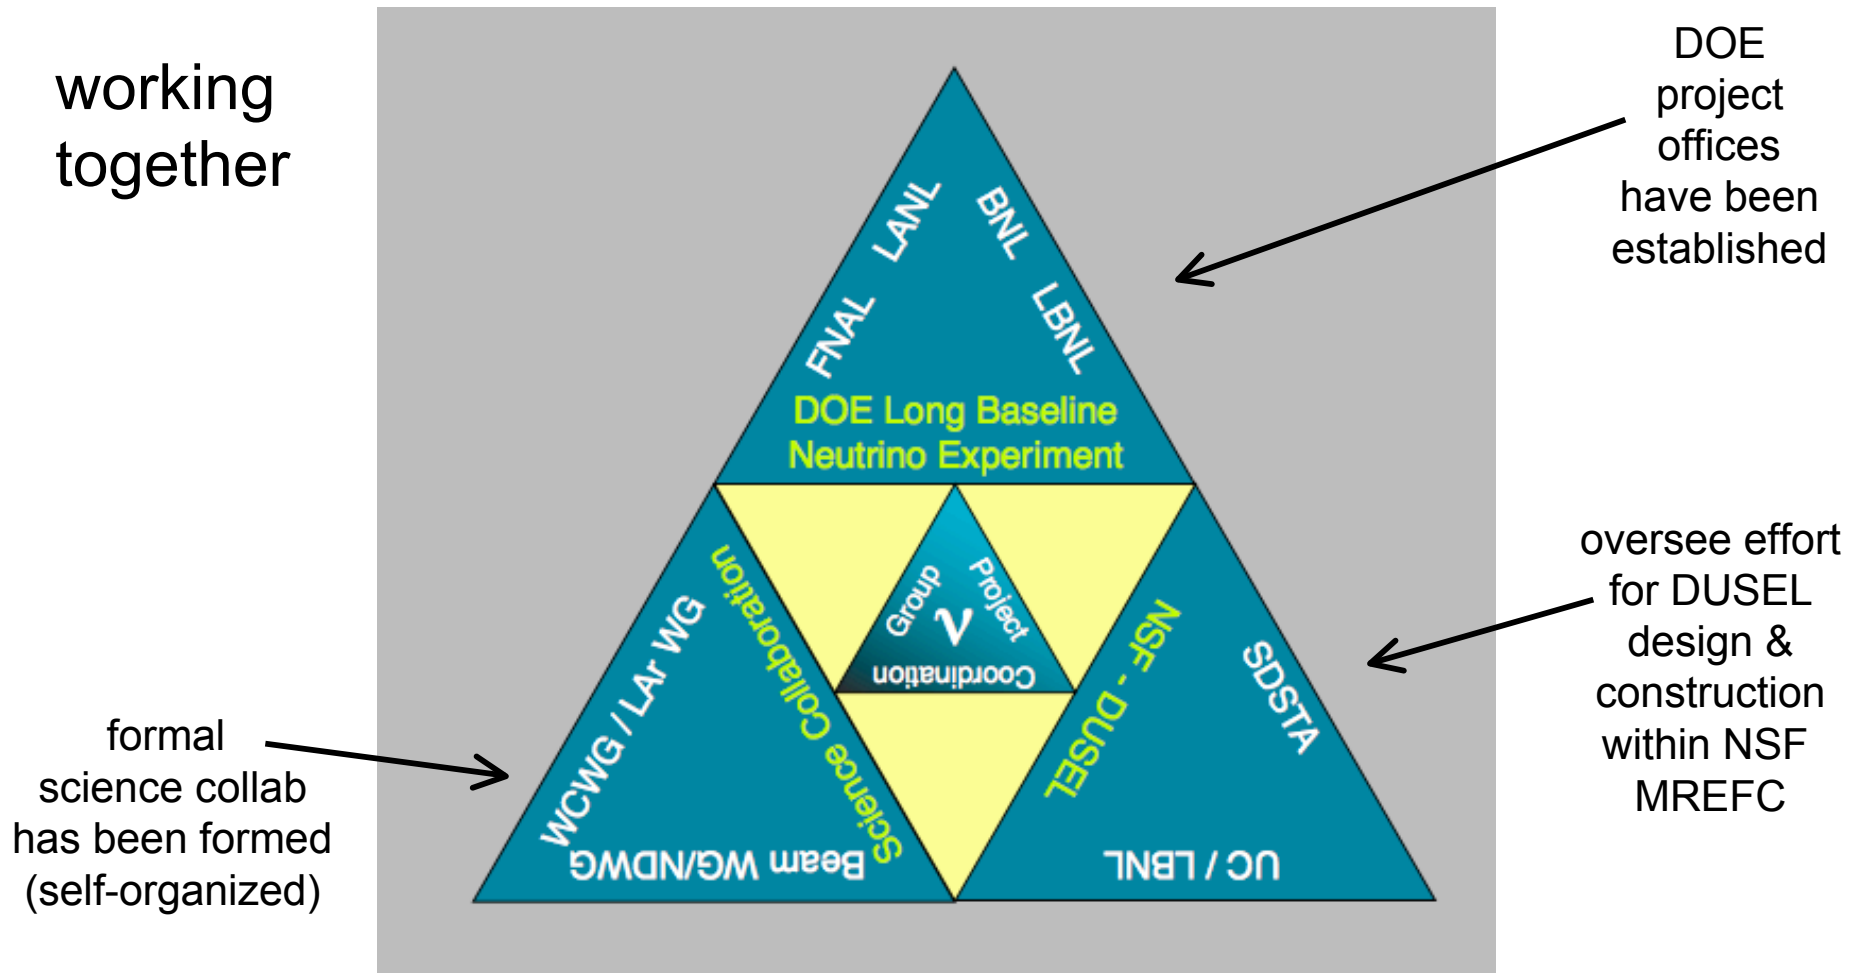 working
together
DOE
project
offices
have been
established
LANL
BNL
FNAL
LBNL
DOE Long Baseline
Neutrino Experiment
Group
Project
ν
Coordination
WCWG / LAr WG
Science Collaboration
Beam WG/NDWG
NSF - DUSEL
SDSTA
UC / LBNL
oversee effort
for DUSEL
design &
construction
within NSF
MREFC
formal
science collab
has been formed
(self-organized)